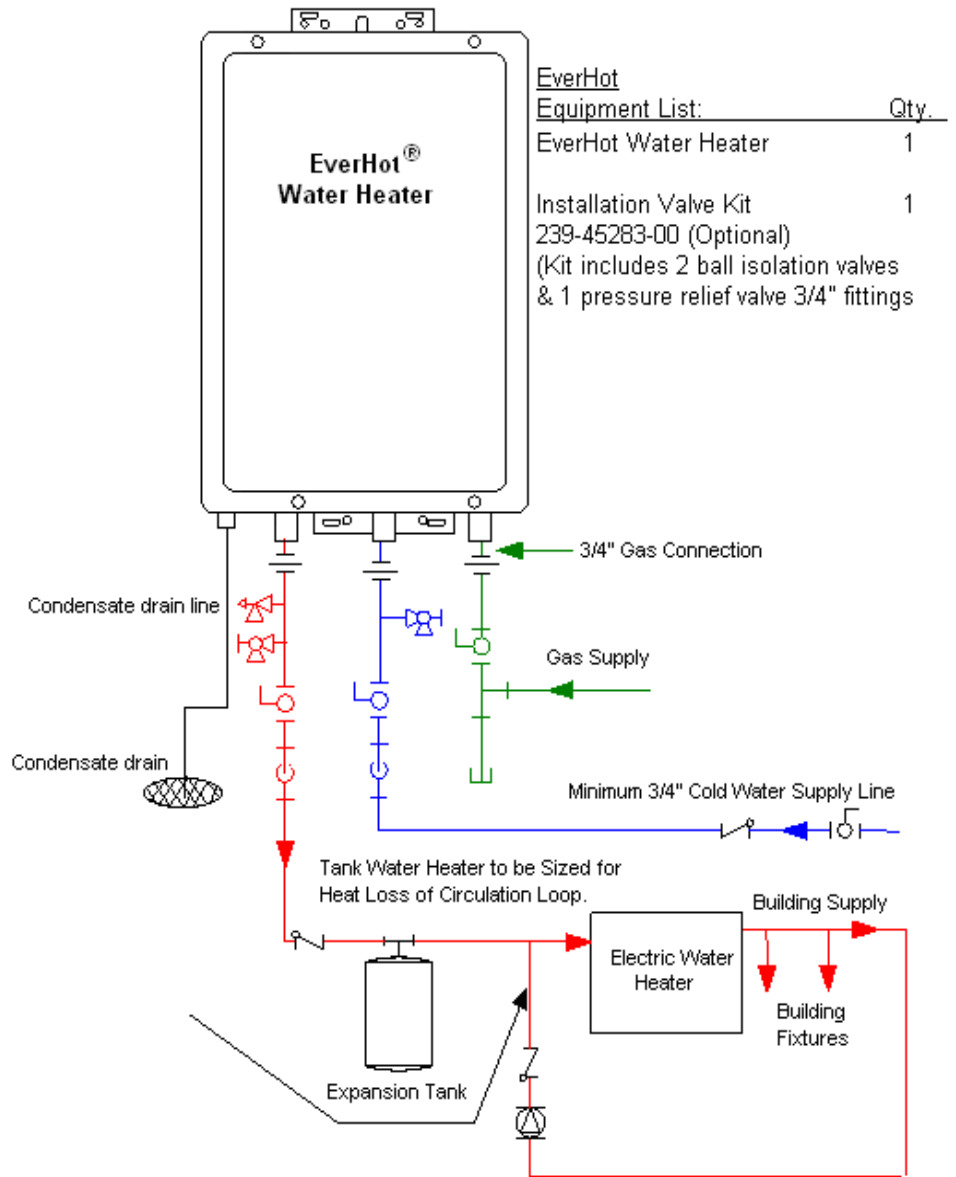 EverHot
Equipment List: Qty.
EverHot Water Heater 1
Installation Valve Kit 1
239-45283-00 (Optional)
(Kit includes 2 ball isolation valves
& 1 pressure relief valve 3/4" fittings
EverHot®
Water Heater
3/4" Gas Connection
Condensate drain line
Gas Supply
Condensate drain
Minimum 3/4" Cold Water Supply Line
Tank Water Heater to be Sized for
Heat Loss of Circulation Loop.
Building Supply
Electric Water
Heater
Building
Fixtures
Expansion Tank